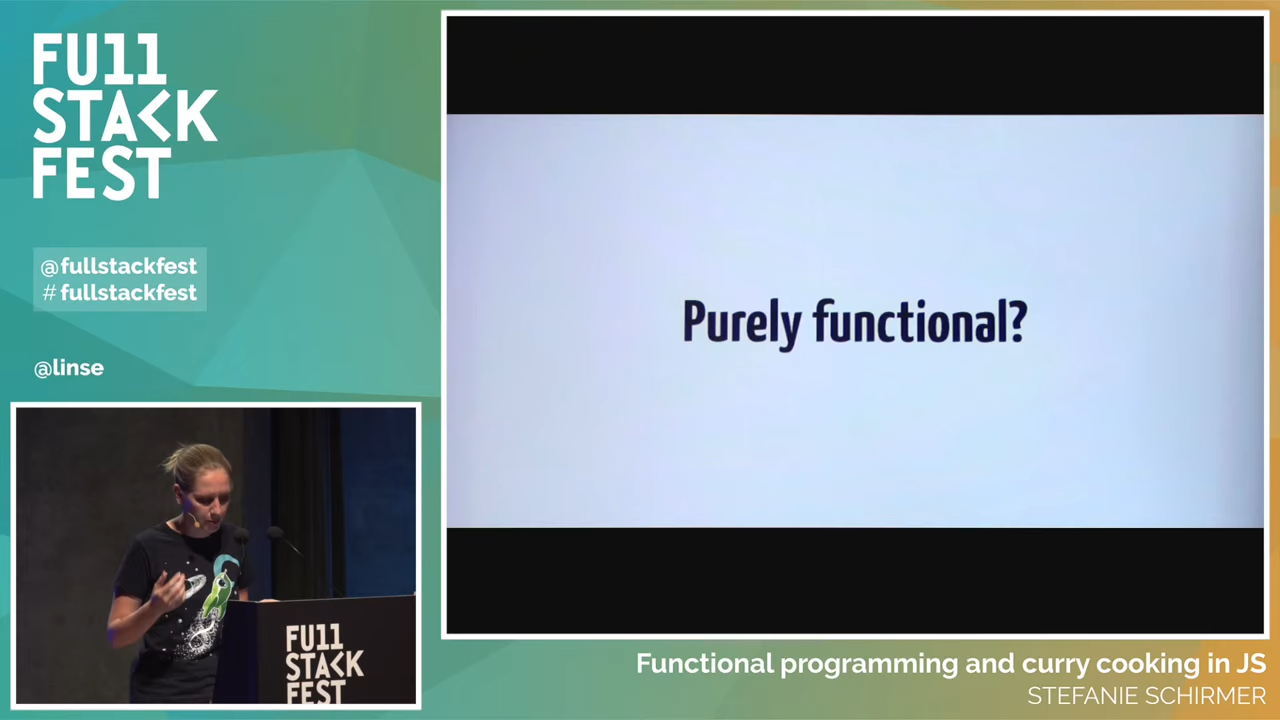 FU11
STACK
FEST
@fullstackfest
# fullstackfest
@linse
Purely functional?
FU11
STACK
FEST
Functional programming and curry cooking in JS
STEFANIE SCHIRMER